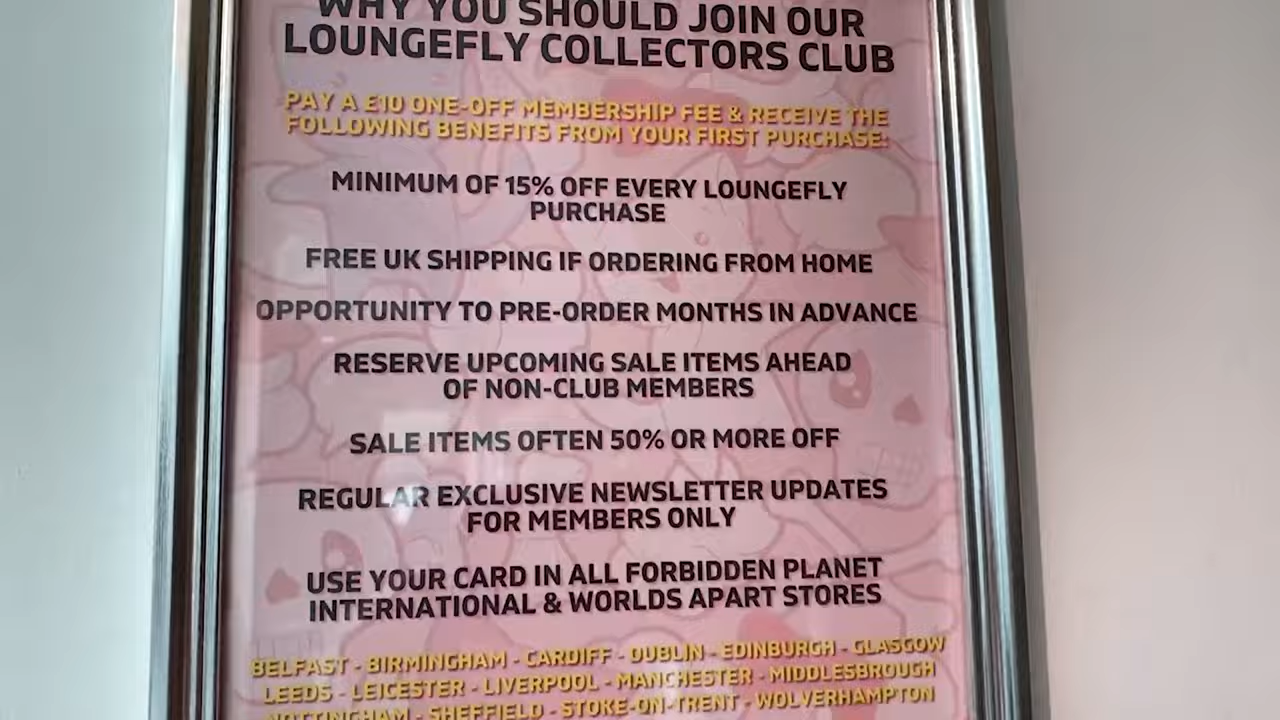 WHY YOU SHOULD JOIN OUR
LOUNGEFLY COLLECTORS CLUB
PAY A £10 ONE-OFF MEMBERSHIP FEE & RECEIVE THE
FOLLOWING BENEFITS FROM YOUR FIRST PURCHASE:
MINIMUM OF 15% OFF EVERY LOUNGEFLY
PURCHASE
FREE UK SHIPPING IF ORDERING FROM HOME
OPPORTUNITY TO PRE-ORDER MONTHS IN ADVANCE
RESERVE UPCOMING SALE ITEMS AHEAD
OF NON-CLUB MEMBERS
SALE ITEMS OFTEN 50% OR MORE OFF
REGULAR EXCLUSIVE NEWSLETTER UPDATES
FOR MEMBERS ONLY
USE YOUR CARD IN ALL FORBIDDEN PLANET
INTERNATIONAL & WORLDS APART STORES
BELFAST - BIRMINGHAM - CARDIFF - DUBLIN - EDINBURGH - GLASGOW
LEEDS - LEICESTER - LIVERPOOL - MANCHESTER - MIDDLESBROUGH
NOTTINGHAM - SHEFFIELD - STOKE-ON-TRENT - WOLVERHAMPTON